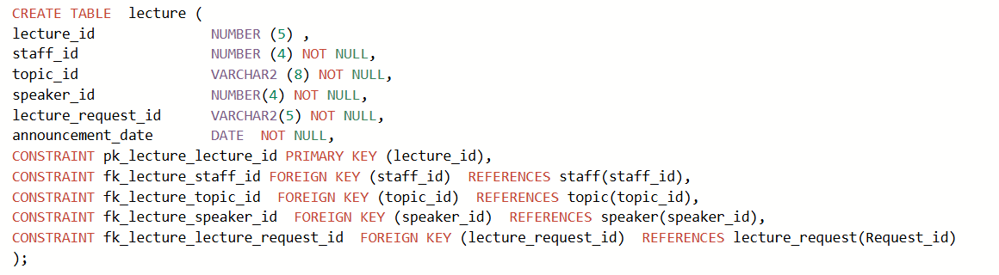 CREATE TABLE  lecture (
lecture_id              NUMBER (5) ,
staff_id                NUMBER (4) NOT NULL,
topic_id                VARCHAR2 (8) NOT NULL,
speaker_id              NUMBER(4) NOT NULL,
lecture_request_id      VARCHAR2(5) NOT NULL,
announcement_date       DATE  NOT NULL,
CONSTRAINT pk_lecture_lecture_id PRIMARY KEY (lecture_id),
CONSTRAINT fk_lecture_staff_id FOREIGN KEY (staff_id)  REFERENCES staff(staff_id),
CONSTRAINT fk_lecture_topic_id  FOREIGN KEY (topic_id)  REFERENCES topic(topic_id),
CONSTRAINT fk_lecture_speaker_id  FOREIGN KEY (speaker_id)  REFERENCES speaker(speaker_id),
CONSTRAINT fk_lecture_lecture_request_id  FOREIGN KEY (lecture_request_id)  REFERENCES lecture_request(Request_id)
);